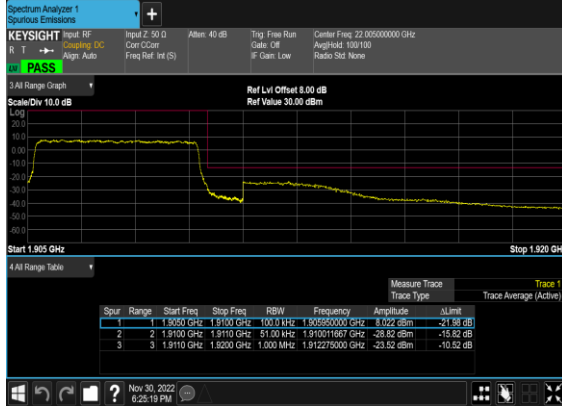 Spectrum Analyzer 1
Spurious Emissions
+
KEYSIGHT Input: RF Input Z: 50 Ω Atten: 40 dB Trig: Free Run Center Freq: 22.005000000 GHz
R T Coupling: DC Corr CCorr Gate: Off Avg|Hold: 100/100
Align: Auto Freq Ref: Int (S) IF Gain: Low Radio Std: None
PASS
3 All Range Graph Ref Lvl Offset 8.00 dB
Scale/Div 10.0 dB Ref Value 30.00 dBm
Log
20.0
10.0
0.00
-10.0
-20.0
-30.0
-40.0
-50.0
-60.0
Start 1.905 GHz Stop 1.920 GH
4 All Range Table
Measure Trace Trace 1
Trace Type Trace Average (Active)
Spur Range Start Freq Stop Freq RBW Frequency Amplitude ΔLimit
1 1 1.9050 GHz 1.9100 GHz 100.0 kHz 1.905950000 GHz 8.022 dBm -21.98 dB
2 2 1.9100 GHz 1.9110 GHz 51.00 kHz 1.910011667 GHz -28.82 dBm -15.82 dB
3 3 1.9110 GHz 1.9200 GHz 1.000 MHz 1.912275000 GHz -23.52 dBm -10.52 dB
? Nov 30, 2022
6:25:19 PM